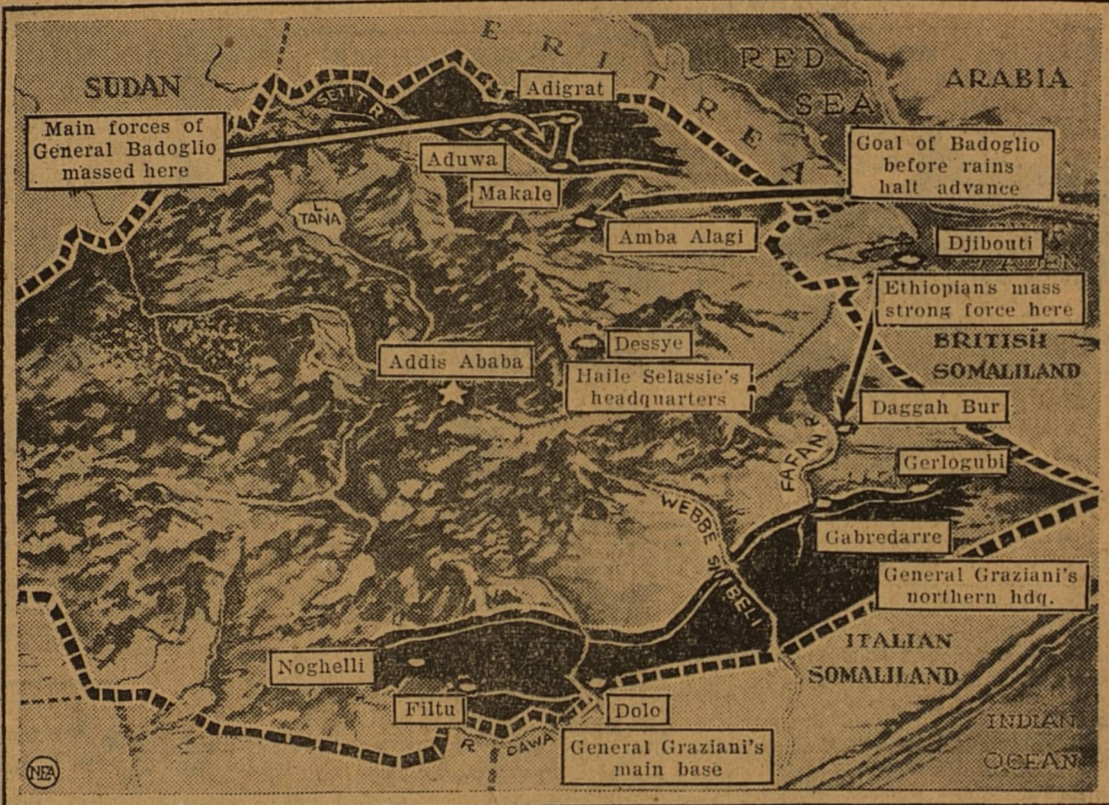 SUDAN
ERITREA
RED
SEA
ARABIA
SETIT R.
Adigrat
Main forces of
General Badoglio
massed here
Goal of Badoglio
before rains
halt advance
Aduwa
Makale
L.
TANA
Amba Alagi
Djibouti
Ethiopians mass
strong force here
BRITISH
SOMALILAND
Dessye
Addis Ababa
Haile Selassie's
headquarters
Daggah Bur
FAFAN R.
Gerlogubi
WEBBE SHIBELI
Gabredarre
General Graziani's
northern hdq.
ITALIAN
SOMALILAND
Noghelli
Filtu
Dolo
R. DAWA
General Graziani's
main base
INDIAN
OCEAN
NEA